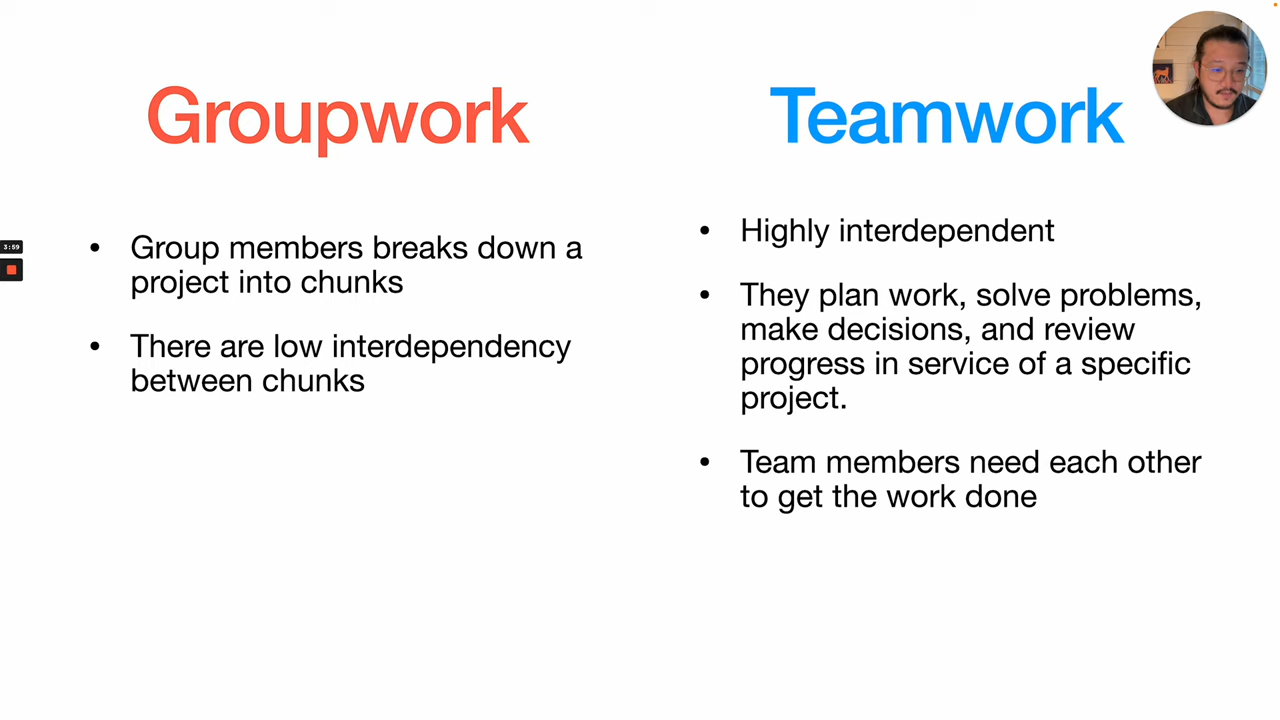 Groupwork
Group members breaks down a
project into chunks
There are low interdependency
between chunks
Teamwork
Highly interdependent
They plan work, solve problems,
make decisions, and review
progress in service of a specific
project.
Team members need each other
to get the work done
3:59